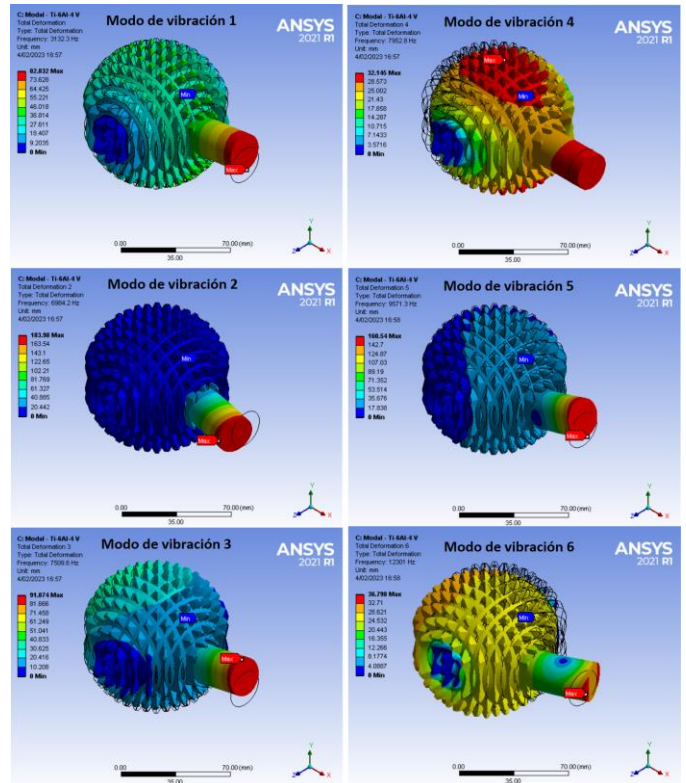 Modo de vibración 1
C: Modal - Ti-6Al-4 V
Total Deformation
Type: Total Deformation
Frequency: 3132.3 Hz
Unit: mm
4/02/2023 16:57
82.832 Max
73.628
64.425
55.221
46.018
36.814
27.611
18.407
9.2035
0 Min
ANSYS
2021 R1
Min
Max
0.00
70.00 (mm)
35.00
Y
Z
X
Modo de vibración 4
C: Modal - Ti-6Al-4 V
Total Deformation 4
Type: Total Deformation
Frequency: 7952.8 Hz
Unit: mm
4/02/2023 16:57
32.145 Max
28.573
25.002
21.43
17.858
14.287
10.715
7.1433
3.5716
0 Min
ANSYS
2021 R1
Max
Min
0.00
70.00 (mm)
35.00
Y
Z
X
Modo de vibración 2
C: Modal - Ti-6Al-4 V
Total Deformation 2
Type: Total Deformation
Frequency: 6984.2 Hz
Unit: mm
4/02/2023 16:57
183.98 Max
163.54
143.1
122.65
102.21
81.769
61.327
40.885
20.442
0 Min
ANSYS
2021 R1
Min
Max
0.00
70.00 (mm)
35.00
Y
Z
X
Modo de vibración 5
C: Modal - Ti-6Al-4 V
Total Deformation 5
Type: Total Deformation
Frequency: 9571.3 Hz
Unit: mm
4/02/2023 16:58
160.54 Max
142.7
124.87
107.03
89.19
71.352
53.514
35.676
17.838
0 Min
ANSYS
2021 R1
Min
Max
0.00
70.00 (mm)
35.00
Y
Z
X
Modo de vibración 3
C: Modal - Ti-6Al-4 V
Total Deformation 3
Type: Total Deformation
Unit: mm
4/02/2023 16:57
91.874 Max
81.666
71.458
61.249
51.041
40.833
30.625
20.416
10.208
0 Min
ANSYS
2021 R1
Min
Max
0.00
70.00 (mm)
35.00
Y
Z
X
Modo de vibración 6
C: Modal - Ti-6Al-4 V
Total Deformation 6
Type: Total Deformation
Frequency: 12301 Hz
Unit: mm
4/02/2023 16:58
36.798 Max
32.71
28.621
24.532
20.443
16.355
12.266
8.1774
4.0887
0 Min
ANSYS
2021 R1
Min
Max
0.00
70.00 (mm)
35.00
Y
Z
X